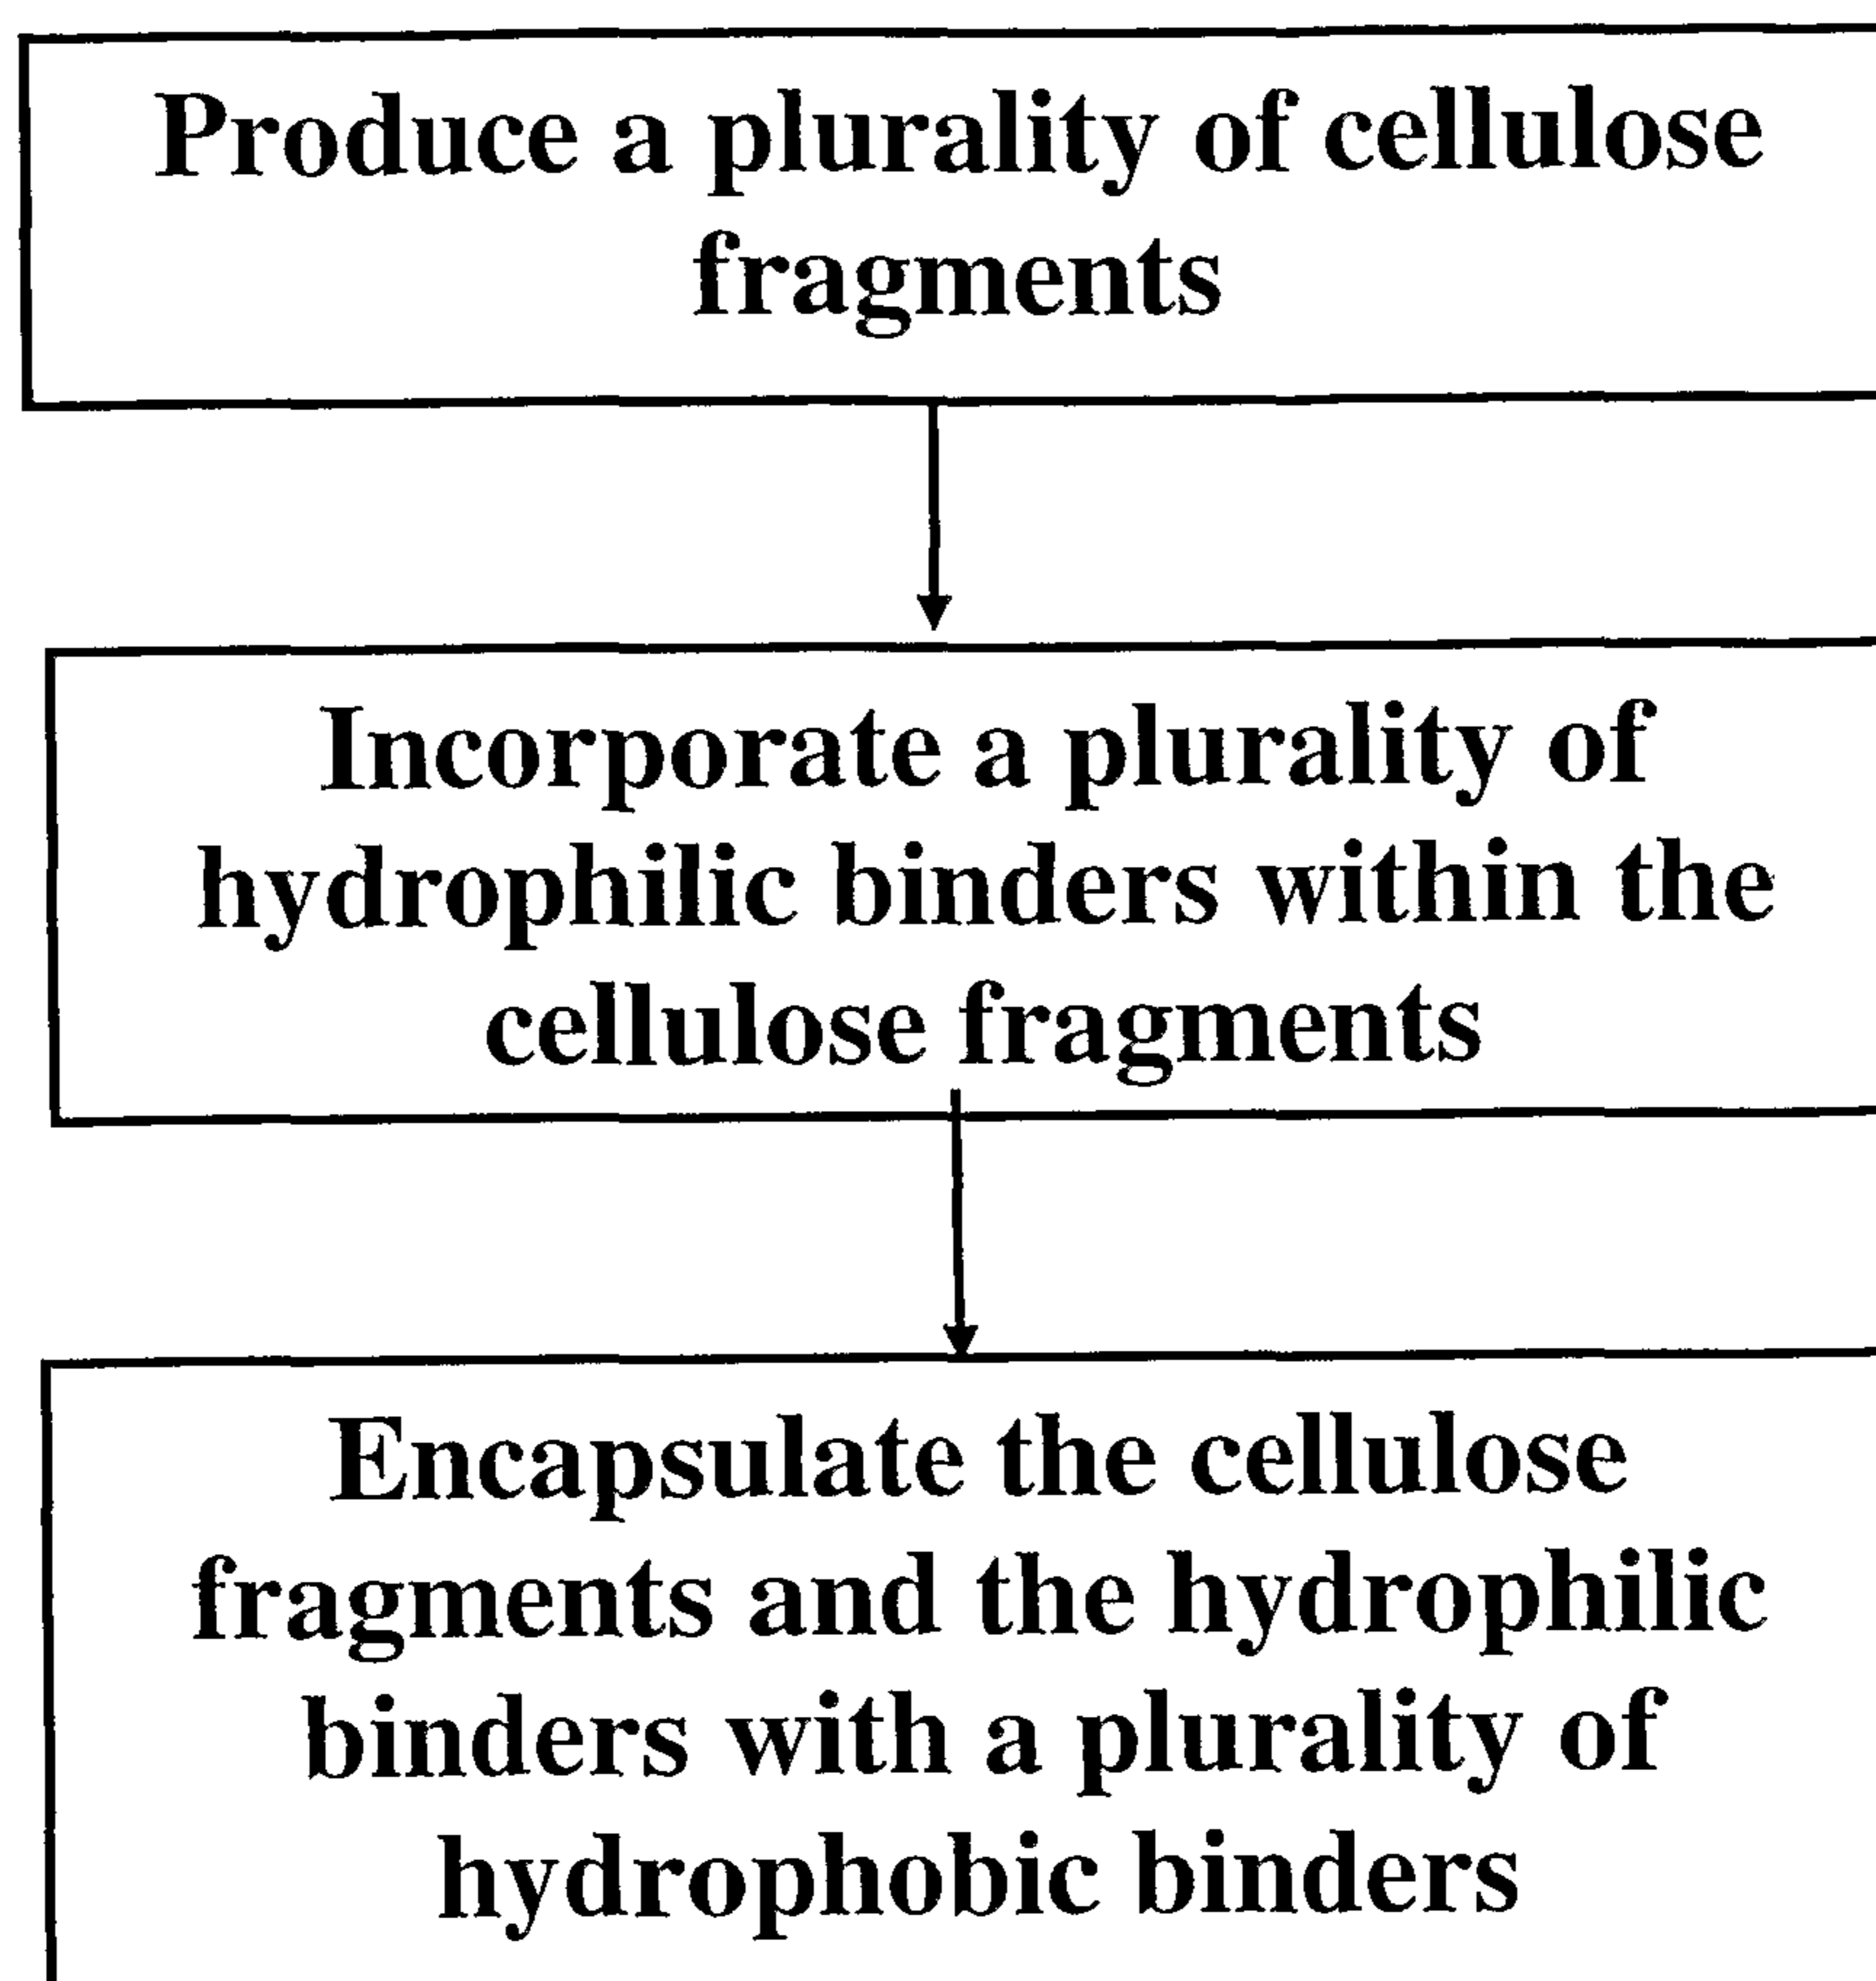 Produce a plurality of cellulose
fragments
Incorporate a plurality of
hydrophilic binders within the
cellulose fragments
Encapsulate the cellulose
fragments and the hydrophilic
binders with a plurality of
hydrophobic binders